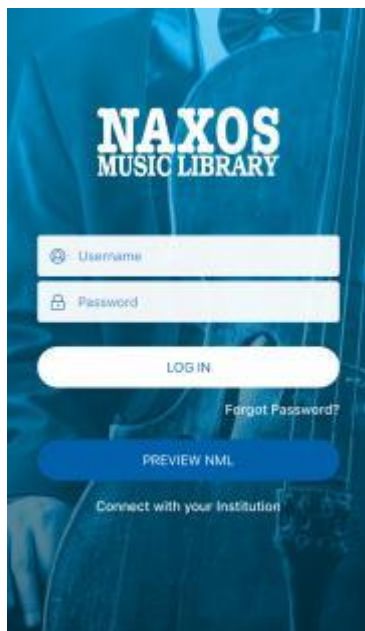 NAXOS
MUSIC LIBRARY
Username
Password
LOG IN
Forgot Password?
PREVIEW NML
Connect with your Institution